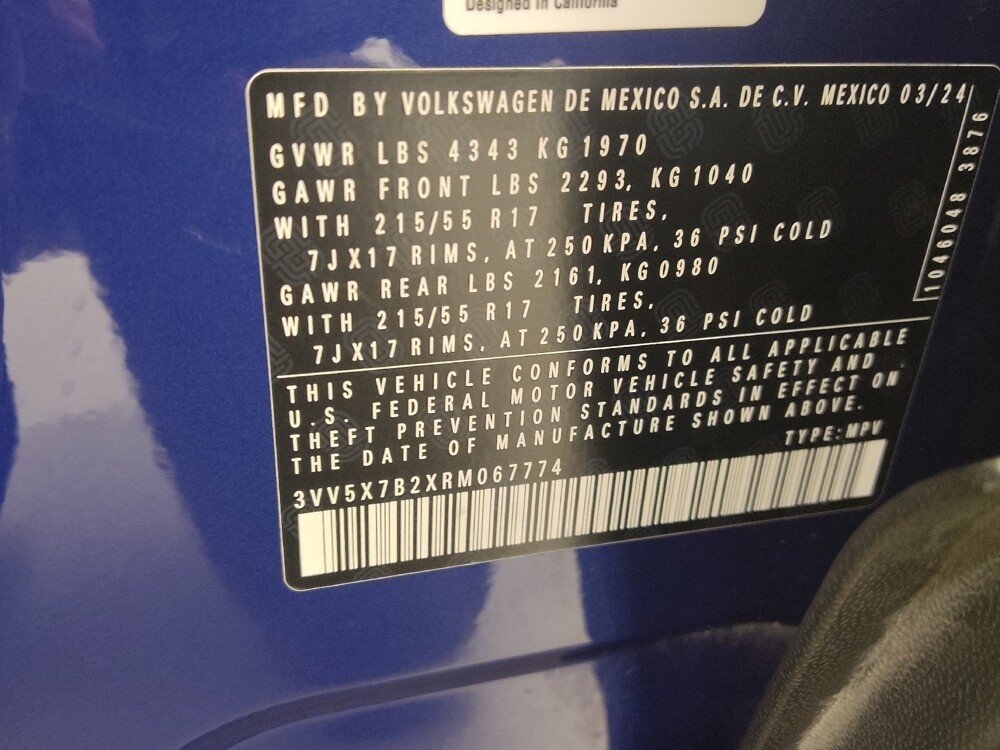 Designed in California
MFD BY VOLKSWAGEN DE MEXICO S.A. DE C.V. MEXICO 03/24
GVWR LBS 4343 KG 1970
GAWR FRONT LBS 2293, KG 1040
WITH 215/55 R17 TIRES,
7JX17 RIMS, AT 250 KPA, 36 PSI COLD
GAWR REAR LBS 2161, KG 0980
WITH 215/55 R17 TIRES,
7JX17 RIMS, AT 250 KPA, 36 PSI COLD
1046048 3876
THIS VEHICLE CONFORMS TO ALL APPLICABLE
U.S. FEDERAL MOTOR VEHICLE SAFETY AND
THEFT PREVENTION STANDARDS IN EFFECT ON
THE DATE OF MANUFACTURE SHOWN ABOVE.
TYPE:MPV
3VV5X7B2XRM067774